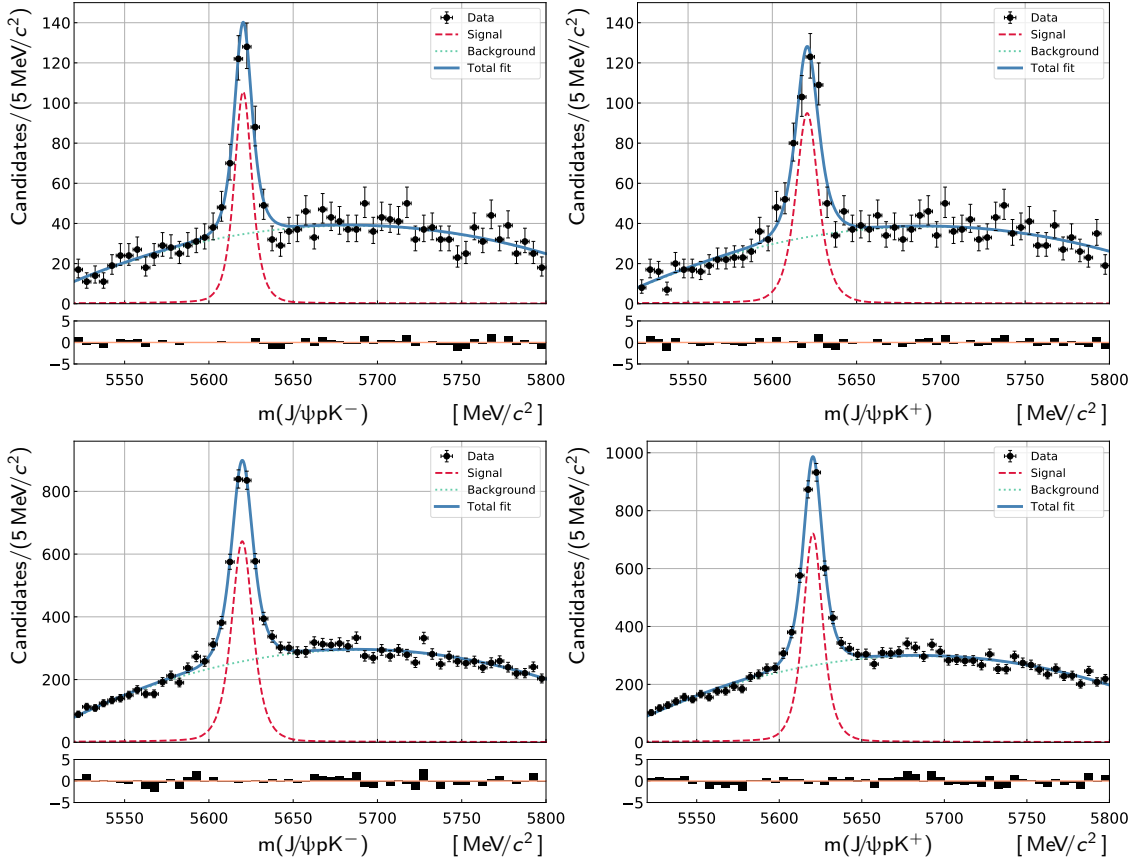 Candidates/(5 MeV/c²)
140
120
100
80
60
40
20
0
Data
Signal
Background
Total fit
5
0
−5
5550 5600 5650 5700 5750 5800
m(J/ψpK⁻) [MeV/c²]
Candidates/(5 MeV/c²)
140
120
100
80
60
40
20
0
Data
Signal
Background
Total fit
5
0
−5
5550 5600 5650 5700 5750 5800
m(J/ψpK⁺) [MeV/c²]
Candidates/(5 MeV/c²)
800
600
400
200
0
Data
Signal
Background
Total fit
5
0
−5
5550 5600 5650 5700 5750 5800
m(J/ψpK⁻) [MeV/c²]
Candidates/(5 MeV/c²)
1000
800
600
400
200
0
Data
Signal
Background
Total fit
5
0
−5
5550 5600 5650 5700 5750 5800
m(J/ψpK⁺) [MeV/c²]